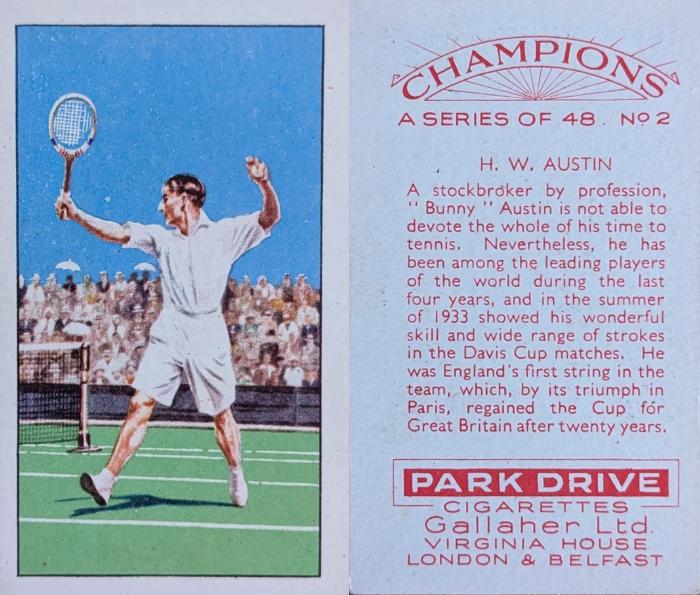 CHAMPIONS
A SERIES OF 48. Nº 2
H. W. AUSTIN
A stockbroker by profession,
" Bunny " Austin is not able to
devote the whole of his time to
tennis. Nevertheless, he has
been among the leading players
of the world during the last
four years, and in the summer
of 1933 showed his wonderful
skill and wide range of strokes
in the Davis Cup matches. He
was England's first string in the
team, which, by its triumph in
Paris, regained the Cup for
Great Britain after twenty years.
PARK DRIVE
CIGARETTES
Gallaher Ltd.
VIRGINIA HOUSE
LONDON & BELFAST